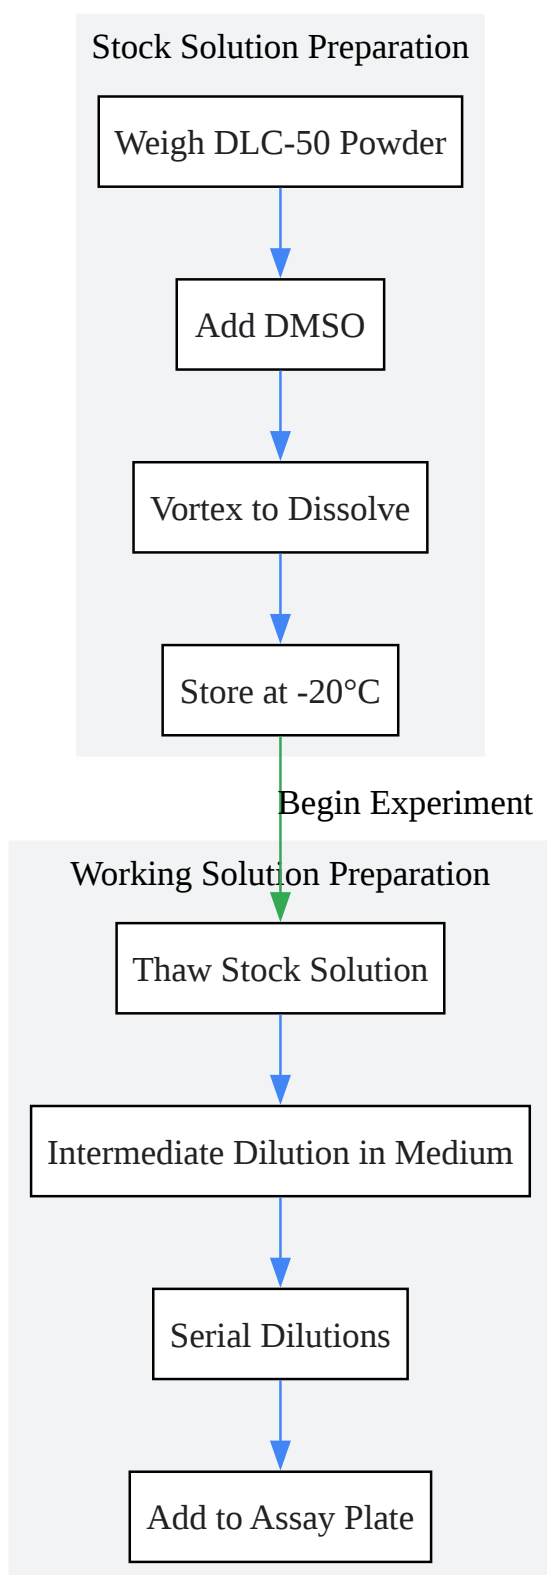 Stock Solution Preparation
Weigh DLC-50 Powder
Add DMSO
Vortex to Dissolve
Store at -20°C
Begin Experiment
Working Solution Preparation
Thaw Stock Solution
Intermediate Dilution in Medium
Serial Dilutions
Add to Assay Plate